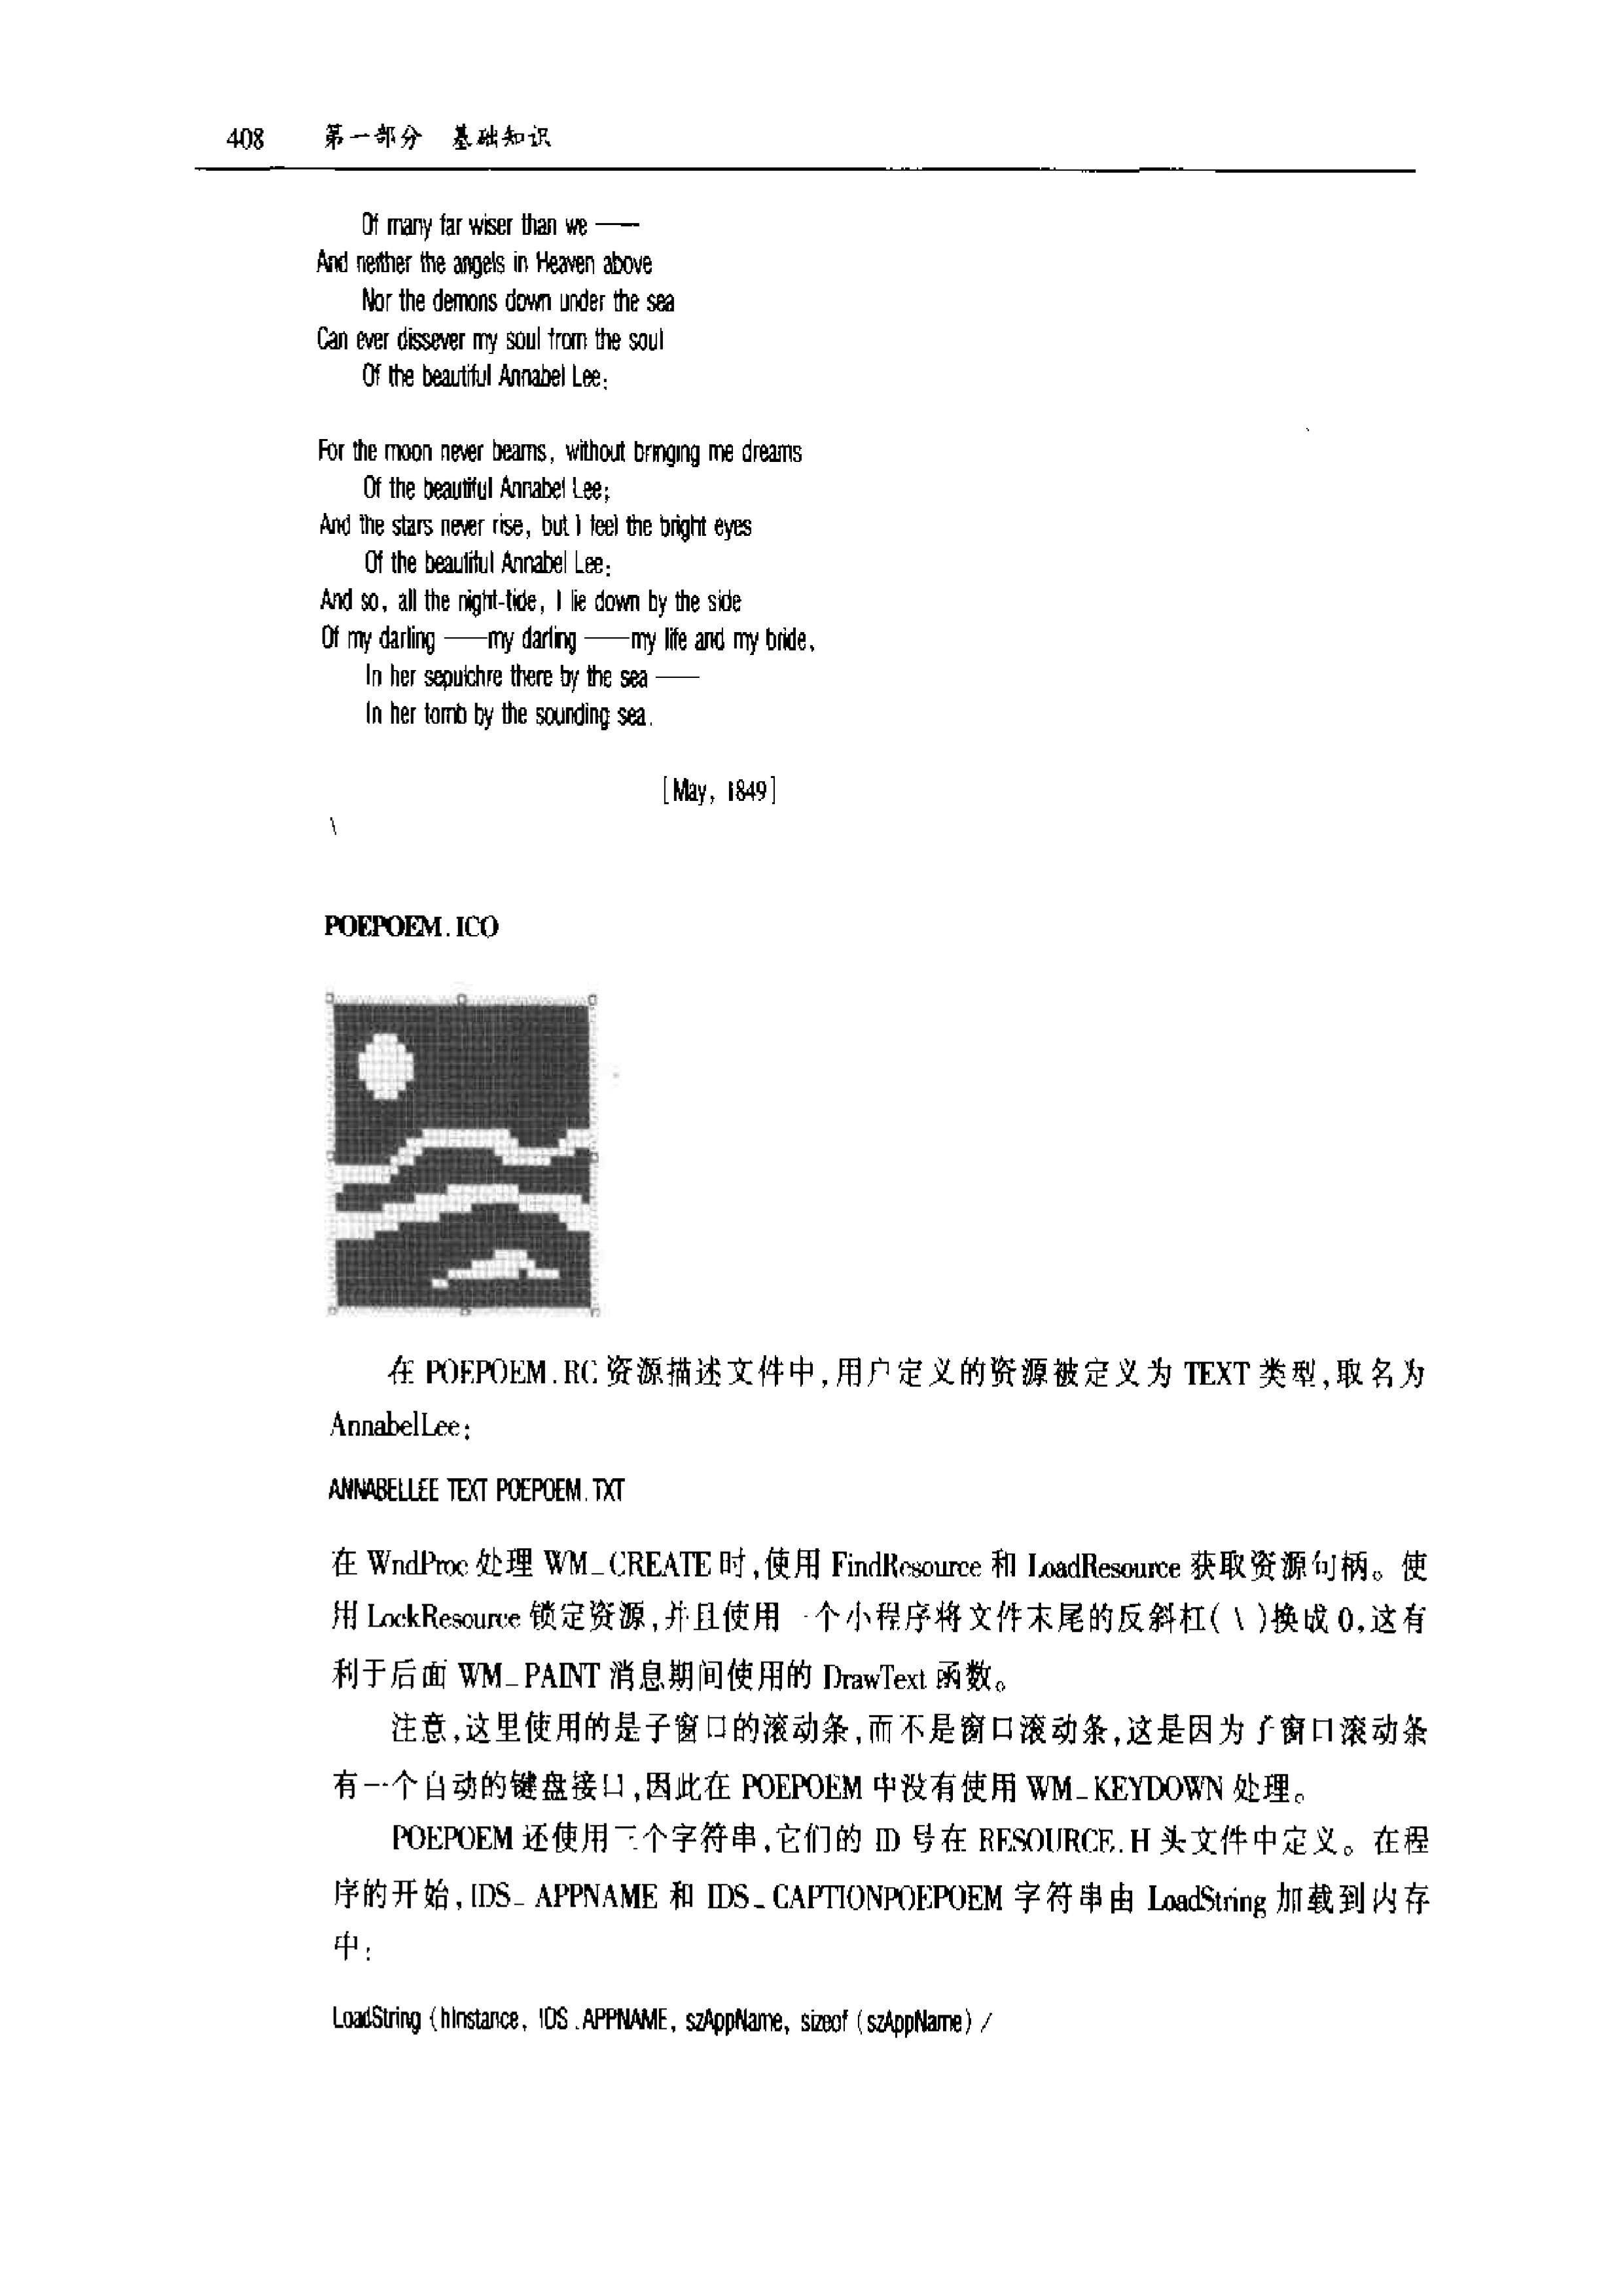 408 第一部分 基础知识
Of many far wiser than we ——
And neither the angels in Heaven above
Nor the demons down under the sea
Can ever dissever my soul from the soul
Of the beautiful Annabel Lee:
For the moon never beams, without bringing me dreams
Of the beautiful Annabel Lee;
And the stars never rise, but I feel the bright eyes
Of the beautiful Annabel Lee:
And so, all the night-tide, I lie down by the side
Of my darling ——my darling ——my life and my bride,
In her sepulchre there by the sea ——
In her tomb by the sounding sea.
[May, 1849]
\
POEPOEM.ICO
在 POEPOEM.RC 资源描述文件中,用户定义的资源被定义为 TEXT 类型,取名为
AnnabelLee:
ANNABELLEE TEXT POEPOEM.TXT
在 WndProc 处理 WM_CREATE 时,使用 FindResource 和 LoadResource 获取资源句柄。使
用 LockResource 锁定资源,并且使用一个小程序将文件末尾的反斜杠( \ )换成 0,这有
利于后面 WM_PAINT 消息期间使用的 DrawText 函数。
注意,这里使用的是子窗口的滚动条,而不是窗口滚动条,这是因为子窗口滚动条
有一个自动的键盘接口,因此在 POEPOEM 中没有使用 WM_KEYDOWN 处理。
POEPOEM 还使用三个字符串,它们的 ID 号在 RESOURCE.H 头文件中定义。在程
序的开始,IDS_APPNAME 和 IDS_CAPTIONPOEPOEM 字符串由 LoadString 加载到内存
中:
LoadString (hInstance, IDS_APPNAME, szAppName, sizeof (szAppName) /